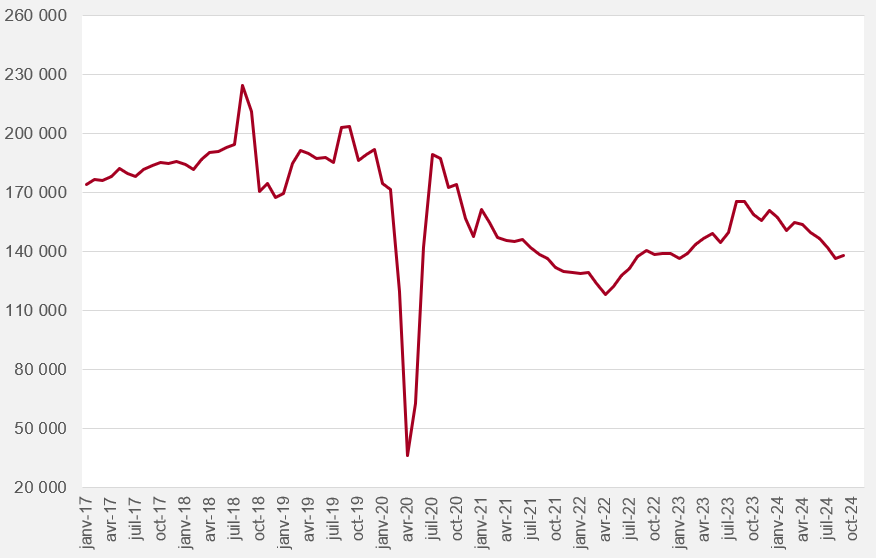 260 000
230 000
200 000
170 000
140 000
110 000
80 000
50 000
20 000
janv-17
avr-17
juil-17
oct-17
janv-18
avr-18
juil-18
oct-18
janv-19
avr-19
juil-19
oct-19
janv-20
avr-20
juil-20
oct-20
janv-21
avr-21
juil-21
oct-21
janv-22
avr-22
juil-22
oct-22
janv-23
avr-23
juil-23
oct-23
janv-24
avr-24
juil-24
oct-24